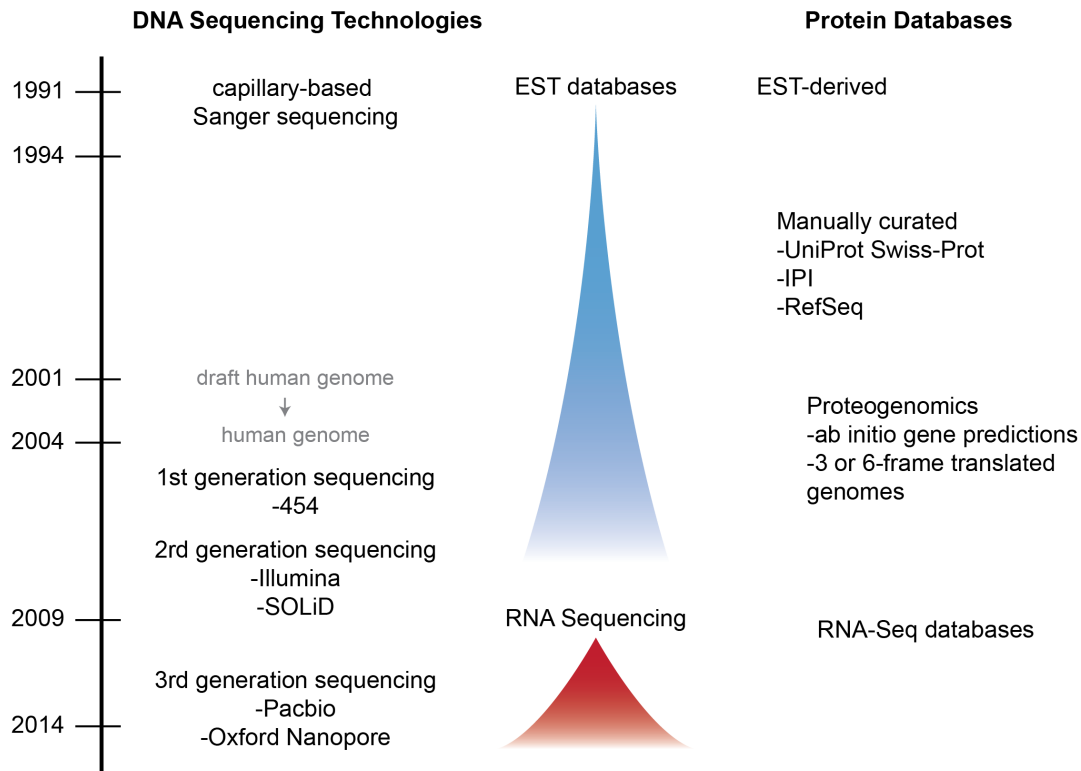 DNA Sequencing Technologies
Protein Databases
1991
capillary-based
Sanger sequencing
EST databases
EST-derived
1994
Manually curated
-UniProt Swiss-Prot
-IPI
-RefSeq
2001
draft human genome
human genome
2004
Proteogenomics
-ab initio gene predictions
-3 or 6-frame translated
genomes
1st generation sequencing
-454
2rd generation sequencing
-Illumina
-SOLiD
2009
RNA Sequencing
RNA-Seq databases
3rd generation sequencing
-Pacbio
-Oxford Nanopore
2014